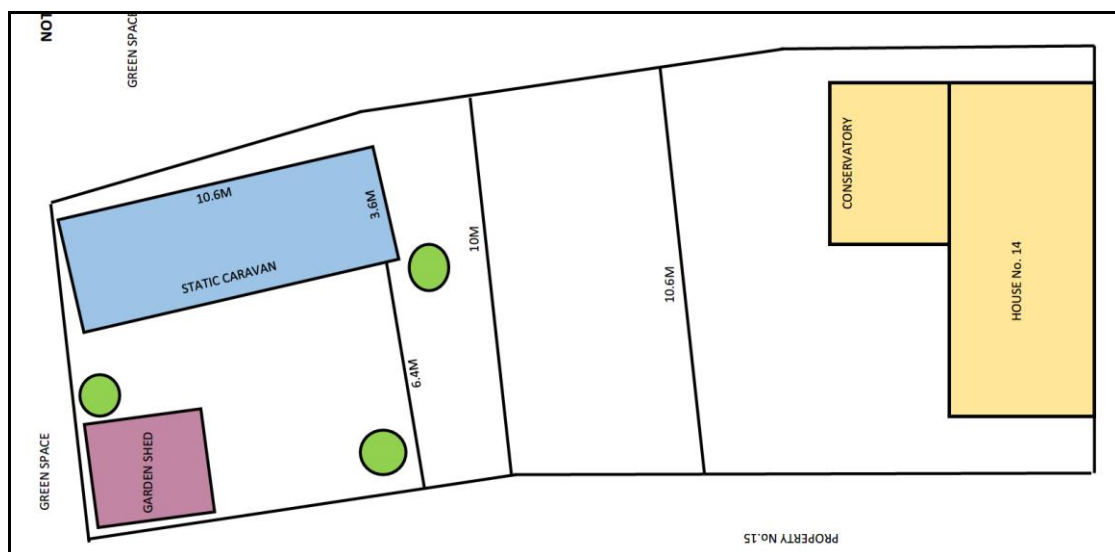 NOT
GREEN SPACE
10.6M
3.6M
STATIC CARAVAN
10M
10.6M
CONSERVATORY
HOUSE No. 14
6.4M
GREEN SPACE
GARDEN SHED
PROPERTY No.15